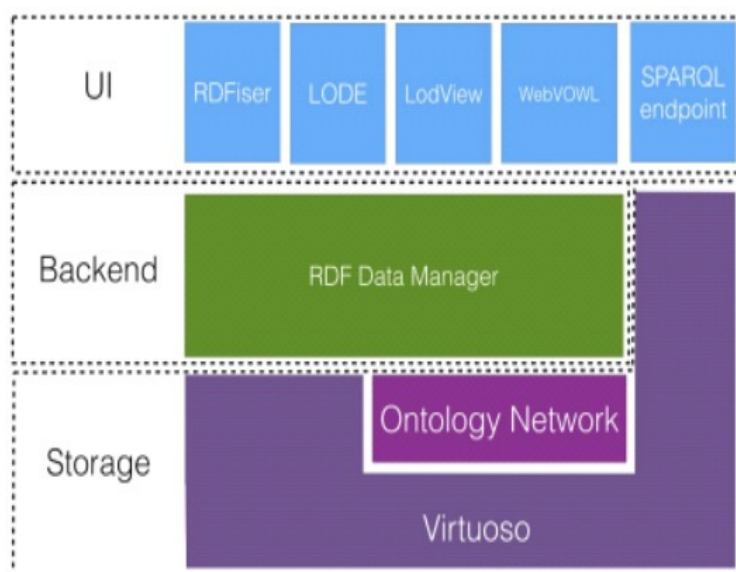 UI
RDFiser
LODE
LodView
WebVOWL
SPARQL
endpoint
Backend
RDF Data Manager
Storage
Ontology Network
Virtuoso